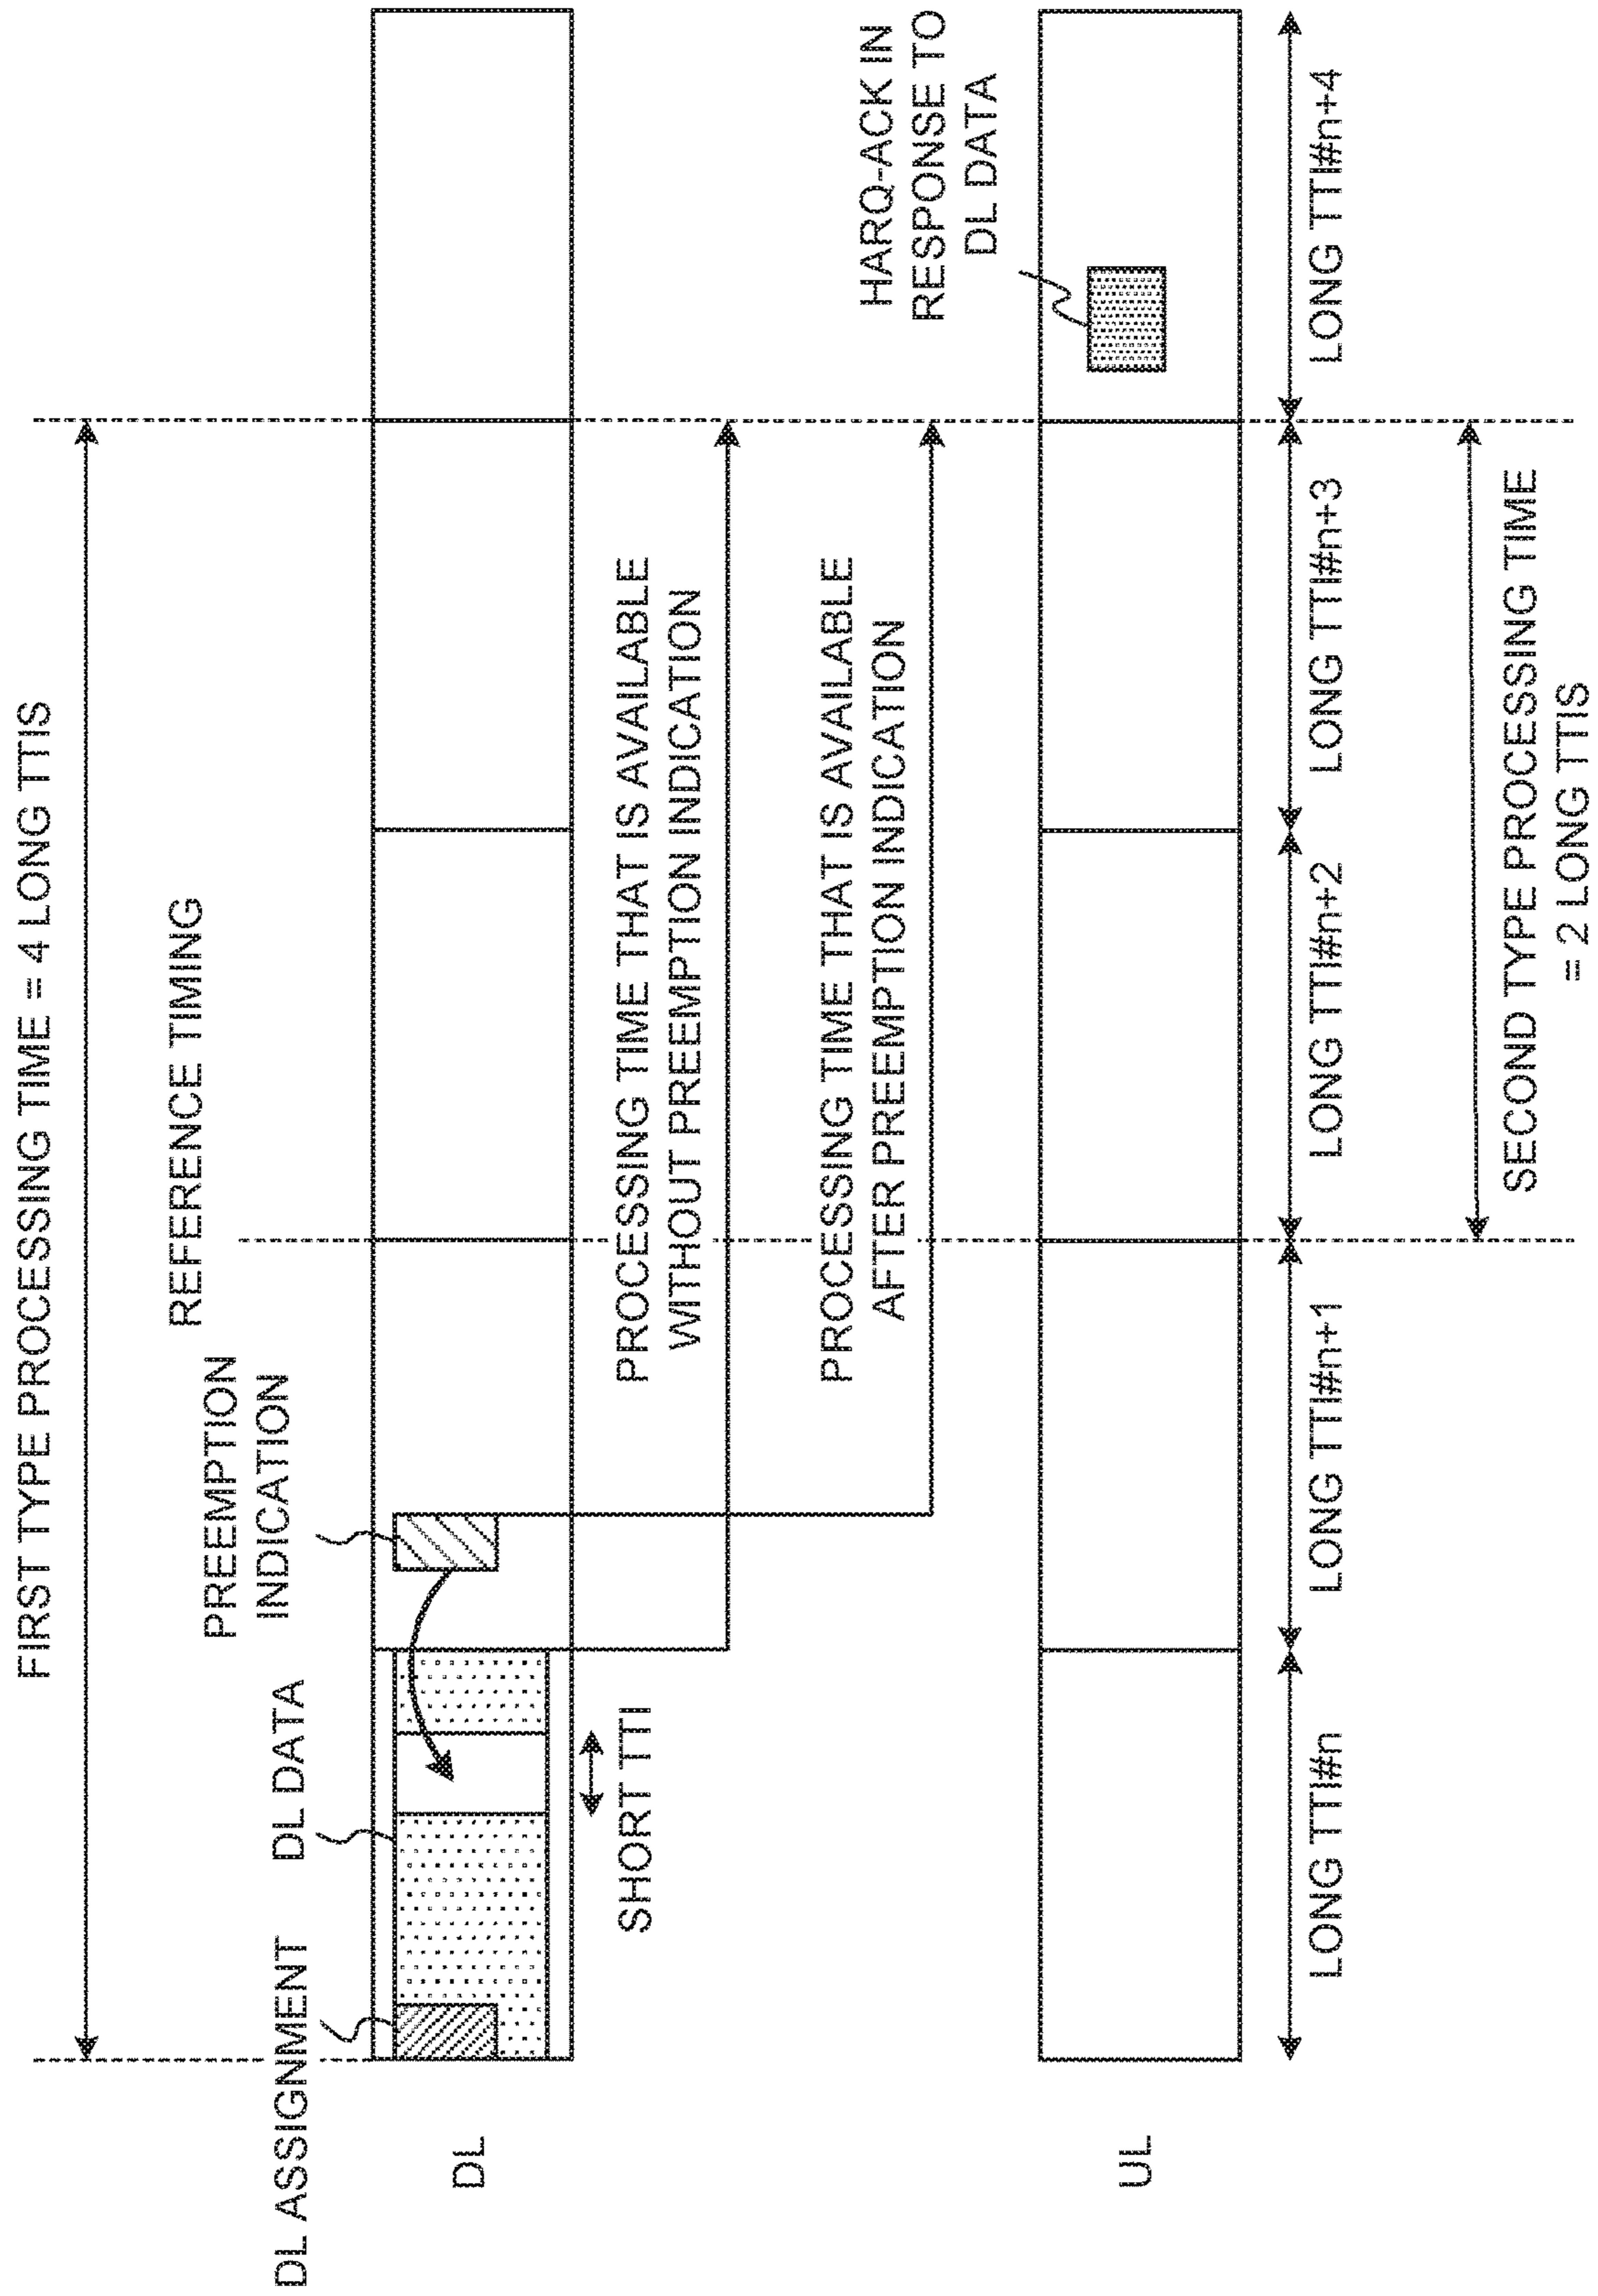 FIRST TYPE PROCESSING TIME = 4 LONG TTIS
REFERENCE TIMING
PREEMPTION
INDICATION
DL ASSIGNMENT
DL DATA
DL
SHORT TTI
PROCESSING TIME THAT IS AVAILABLE
WITHOUT PREEMPTION INDICATION
PROCESSING TIME THAT IS AVAILABLE
AFTER PREEMPTION INDICATION
HARQ-ACK IN
RESPONSE TO
DL DATA
UL
LONG TTI#n
LONG TTI#n+1
LONG TTI#n+2
LONG TTI#n+3
LONG TTI#n+4
SECOND TYPE PROCESSING TIME
= 2 LONG TTIS